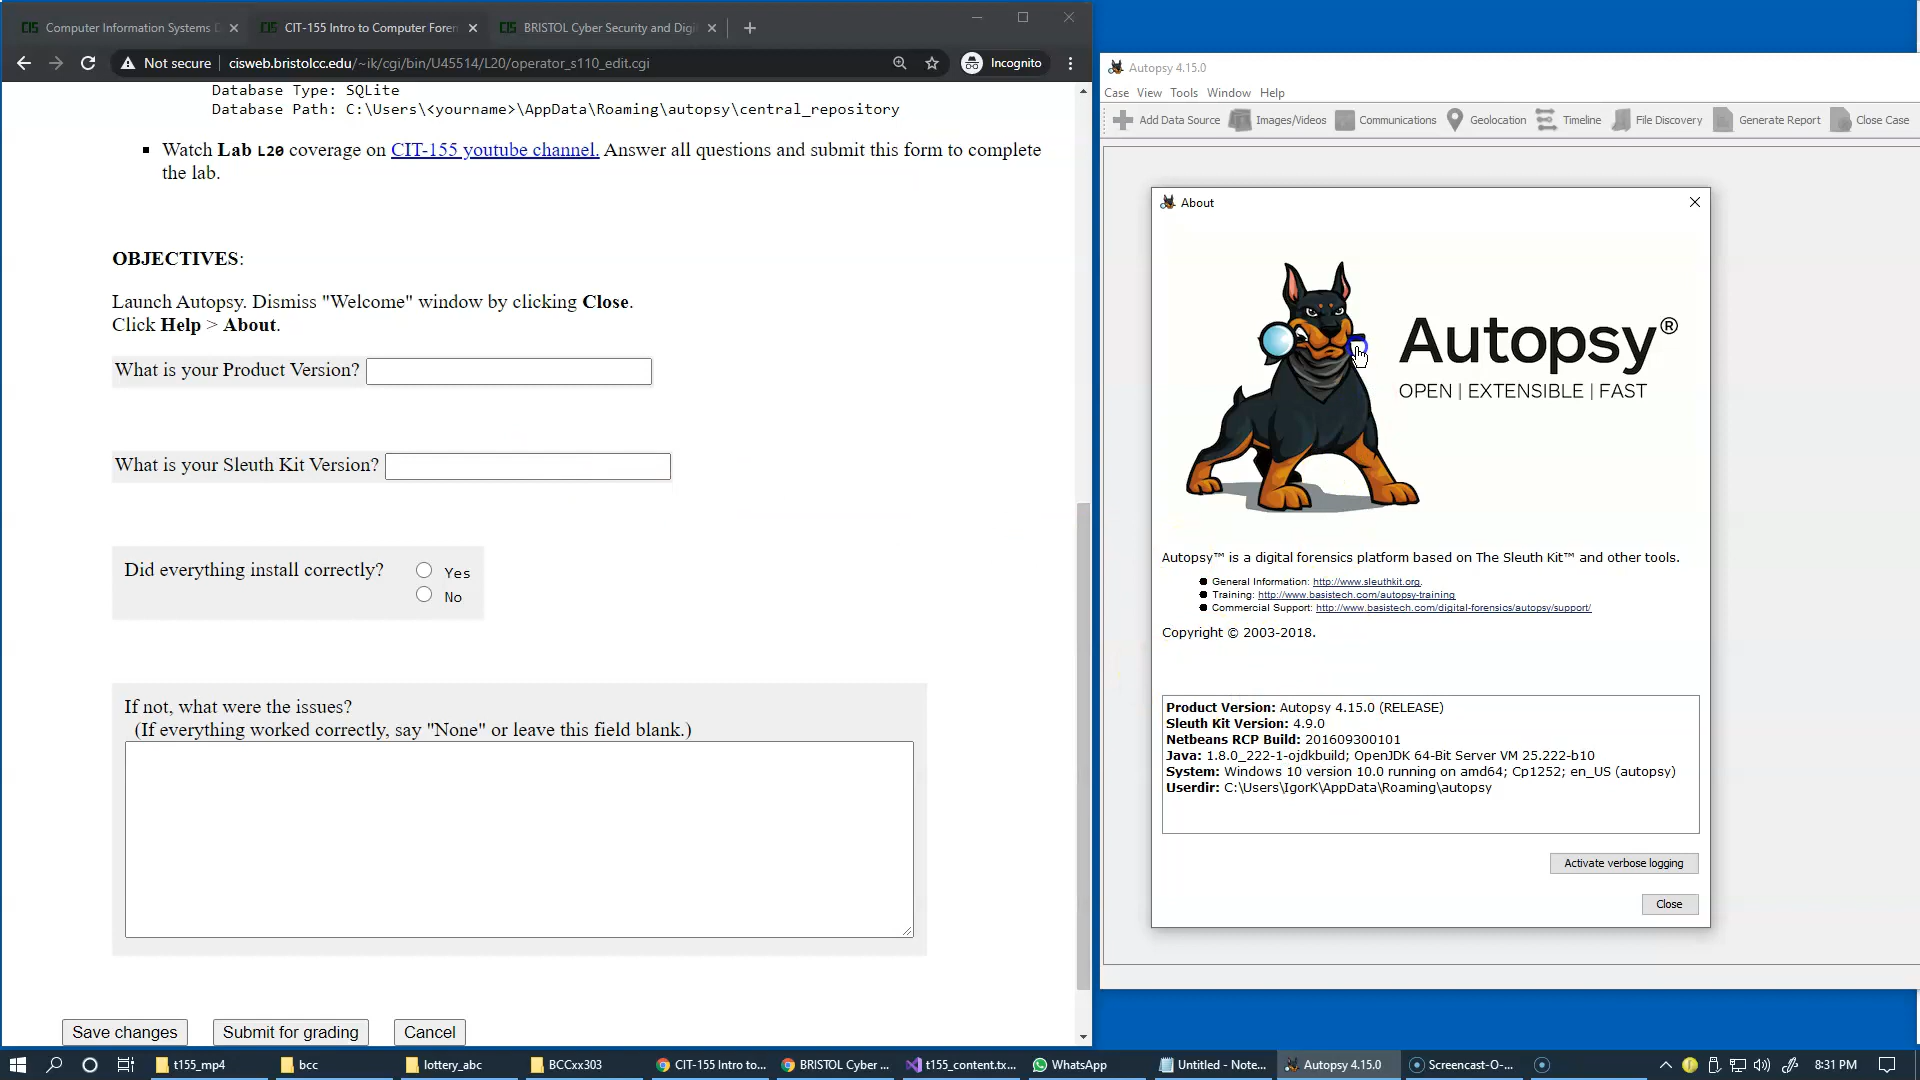 Computer Information Systems D
CIT-155 Intro to Computer Foren
BRISTOL Cyber Security and Digi
Not secure
cisweb.bristolcc.edu/~ik/cgi/bin/U45514/L20/operator_s110_edit.cgi
Incognito
Database Type: SQLite
Database Path: C:\Users\<yourname>\AppData\Roaming\autopsy\central_repository
Watch Lab L20 coverage on CIT-155 youtube channel. Answer all questions and submit this form to complete
the lab.
OBJECTIVES:
Launch Autopsy. Dismiss "Welcome" window by clicking Close.
Click Help > About.
What is your Product Version?
What is your Sleuth Kit Version?
Did everything install correctly?
Yes
No
If not, what were the issues?
(If everything worked correctly, say "None" or leave this field blank.)
Save changes
Submit for grading
Cancel
Autopsy 4.15.0
Case View Tools Window Help
Add Data Source Images/Videos Communications Geolocation Timeline File Discovery Generate Report Close Case
About
Autopsy®
OPEN | EXTENSIBLE | FAST
Autopsy™ is a digital forensics platform based on The Sleuth Kit™ and other tools.
General Information: http://www.sleuthkit.org.
Training: http://www.basistech.com/autopsy-training
Commercial Support: http://www.basistech.com/digital-forensics/autopsy/support/
Copyright © 2003-2018.
Product Version: Autopsy 4.15.0 (RELEASE)
Sleuth Kit Version: 4.9.0
Netbeans RCP Build: 201609300101
Java: 1.8.0_222-1-ojdkbuild; OpenJDK 64-Bit Server VM 25.222-b10
System: Windows 10 version 10.0 running on amd64; Cp1252; en_US (autopsy)
Userdir: C:\Users\IgorK\AppData\Roaming\autopsy
Activate verbose logging
Close
t155_mp4
bcc
lottery_abc
BCCxx303
CIT-155 Intro to...
BRISTOL Cyber ...
t155_content.tx...
WhatsApp
Untitled - Note...
Autopsy 4.15.0
Screencast-O-...
8:31 PM